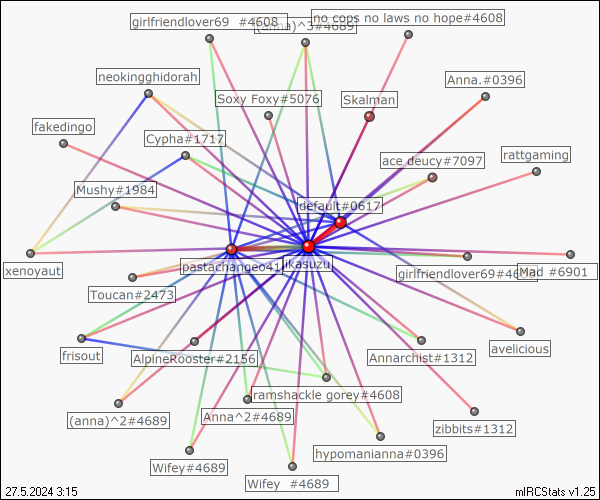 girlfriendlover69 #4608
no cops no laws no hope#4608
(anna)^3#4689
neokingghidorah
Anna.#0396
Soxy Foxy#5076
Skalman
fakedingo
Cypha#1717
rattgaming
ace deucy#7097
Mushy#1984
default#0617
xenoyaut
pastachangeo41
ikasuzu
girlfriendlover69#4
Mad #6901
Toucan#2473
frisout
AlpineRooster#2156
Annarchist#1312
avelicious
ramshackle gorey#4608
(anna)^2#4689
Anna^2#4689
zibbits#1312
hypomanianna#0396
Wifey#4689
Wifey #4689
27.5.2024 3:15
mIRCStats v1.25